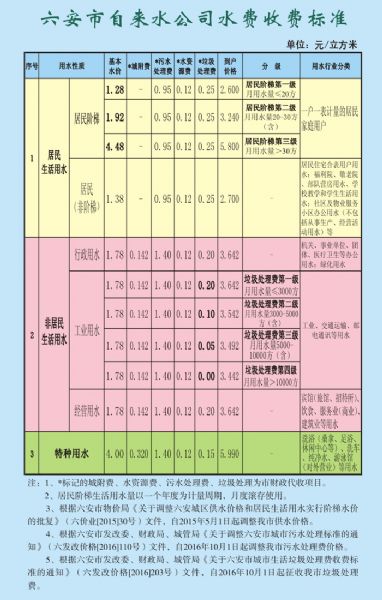 六安市自来水公司水费收费标准
单位：元/立方米
序号 用水性质 基本水价 *城附费 *污水处理费 *水资源费 *垃圾处理费 到户价格 分 级 用水行业分类
1 居民生活用水 居民阶梯 1.28 - 0.95 0.12 0.25 2.600 居民阶梯第一级 月用水量≤20方 一户一表计量的居民家庭用户
1.92 - 0.95 0.12 0.25 3.240 居民阶梯第二级 月用水量20-30方(含)
4.48 - 0.95 0.12 0.25 5.800 居民阶梯第三级 月用水量>30方
居民(非阶梯) 1.38 - 0.95 0.12 0.25 2.700 -
居民住宅合表用户用水；福利院、敬老院、部队营房用水、学校教学和学生生活用水；社区及物业服务小区办公用水（不包括从事生产、经营活动用水）等
2 非居民生活用水 行政用水 1.78 0.142 1.40 0.12 0.20 3.642 - 机关、事业单位、团体、医疗卫生等办公用水；绿化用水
工业用水 1.78 0.142 1.40 0.12 0.20 3.642 垃圾处理费第一级 月用水量≤3000方 工业、交通运输、邮电通讯等用水
1.78 0.142 1.40 0.12 0.10 3.542 垃圾处理费第二级 月用水量3000-5000方(含)
1.78 0.142 1.40 0.12 0.05 3.492 垃圾处理费第三级 月用水量5000-10000方(含)
1.78 0.142 1.40 0.12 0.00 3.442 垃圾处理费第四级 月用水量>10000方
经营用水 1.78 0.142 1.40 0.12 0.20 3.642 - 宾馆(旅馆、招待所)、饮食、服务业(商业)、建筑业等用水
3 特种用水 4.00 0.320 1.40 0.12 0.15 5.990 - 洗浴（桑拿、足浴、休闲中心等）、洗车、纯净水、游泳馆（对外营业）等用水
注：1、*标记的城附费、水资源费、污水处理费、垃圾处理为市财政代收项目。
2、居民阶梯生活用水量以一个年度为计量周期，月度滚存使用。
3、根据六安市物价局《关于调整六安城区供水价格和居民生活用水实行阶梯水价
的批复》（六价业[2015]30号）文件，自2015年5月1日起调整我市供水价格。
4、根据六安市发改委、财政局、城管局《关于调整六安市城市污水处理标准的通
知》（六发改价格[2016]110号）文件，自2016年10月1日起调整我市污水处理费价格。
5、根据六安市发改委、财政局、城管局《关于六安市城市生活垃圾处理费收费标
准的通知》（六发改价格[2016]203号）文件，自2016年10月1日起征收我市垃圾处理
费。